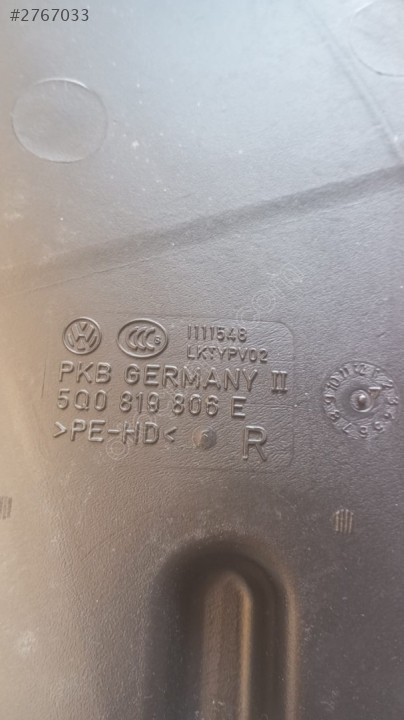 #2767033
1111548
LKTYPV02
PKB GERMANY II
5Q0 819 806 E
>PE-HD<
R